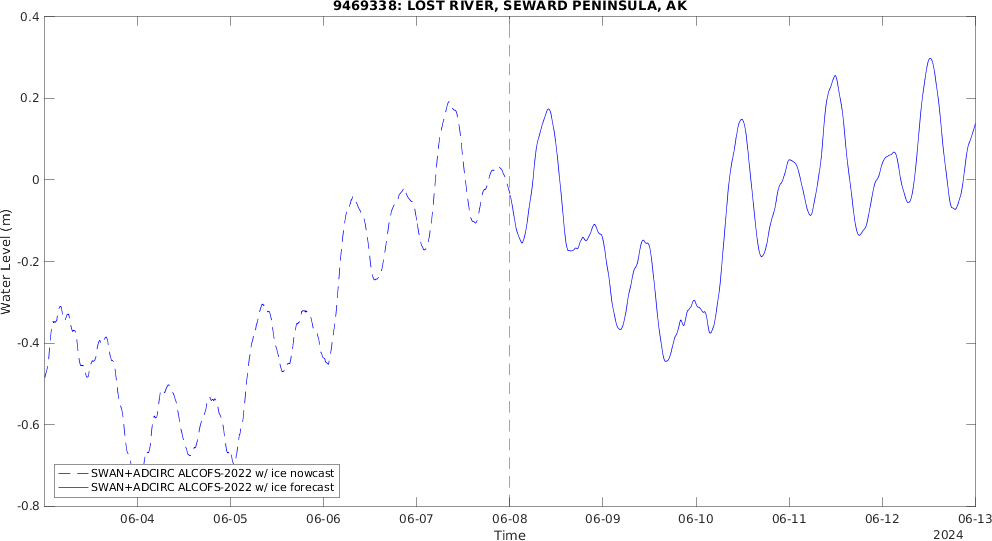 9469338: LOST RIVER, SEWARD PENINSULA, AK
0.4
0.2
0
-0.2
-0.4
-0.6
-0.8
Water Level (m)
SWAN+ADCIRC ALCOFS-2022 w/ ice nowcast
SWAN+ADCIRC ALCOFS-2022 w/ ice forecast
06-04 06-05 06-06 06-07 06-08 06-09 06-10 06-11 06-12 06-13
Time
2024